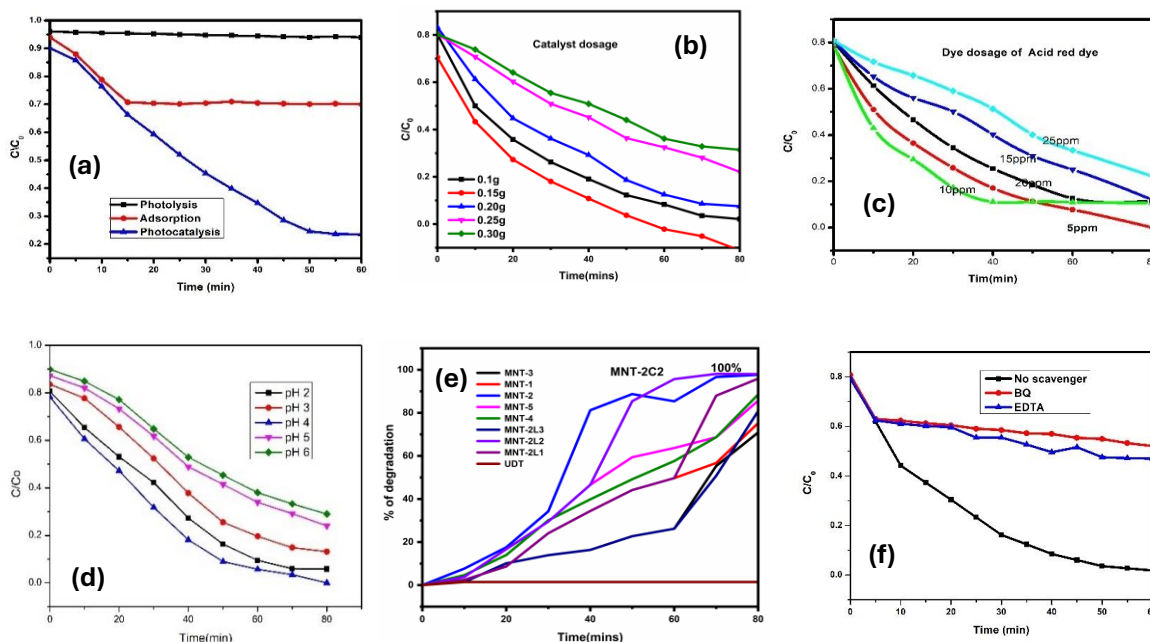 1.0
0.9
0.8
0.7
0.6
0.5
0.4
0.3
0.2
C\C0
(a)
Photolysis
Adsorption
Photocatalysis
0 10 20 30 40 50 60
Time (min)
Catalyst dosage
(b)
0.8
0.6
0.4
0.2
0.0
C/C0
0.1g
0.15g
0.20g
0.25g
0.30g
0 20 40 60 80
Time(mins)
Dye dosage of Acid red dye
0.8
0.6
0.4
0.2
0.0
C/C0
25ppm
15ppm
20ppm
10ppm
5ppm
(c)
0 20 40 60 80
Tim(min)
1.0
0.8
0.6
0.4
0.2
0.0
C/Co
pH 2
pH 3
pH 4
pH 5
pH 6
(d)
0 20 40 60 80
Time(min)
100
80
60
40
20
0
% of degradation
MNT-3
MNT-1
MNT-2
MNT-5
MNT-4
MNT-2L3
MNT-2L2
MNT-2L1
UDT
(e)
MNT-2C2
100%
0 10 20 30 40 50 60 70 80
Time(mins)
0.8
0.6
0.4
0.2
0.0
C/C0
No scavenger
BQ
EDTA
(f)
0 10 20 30 40 50 60
Time (min)